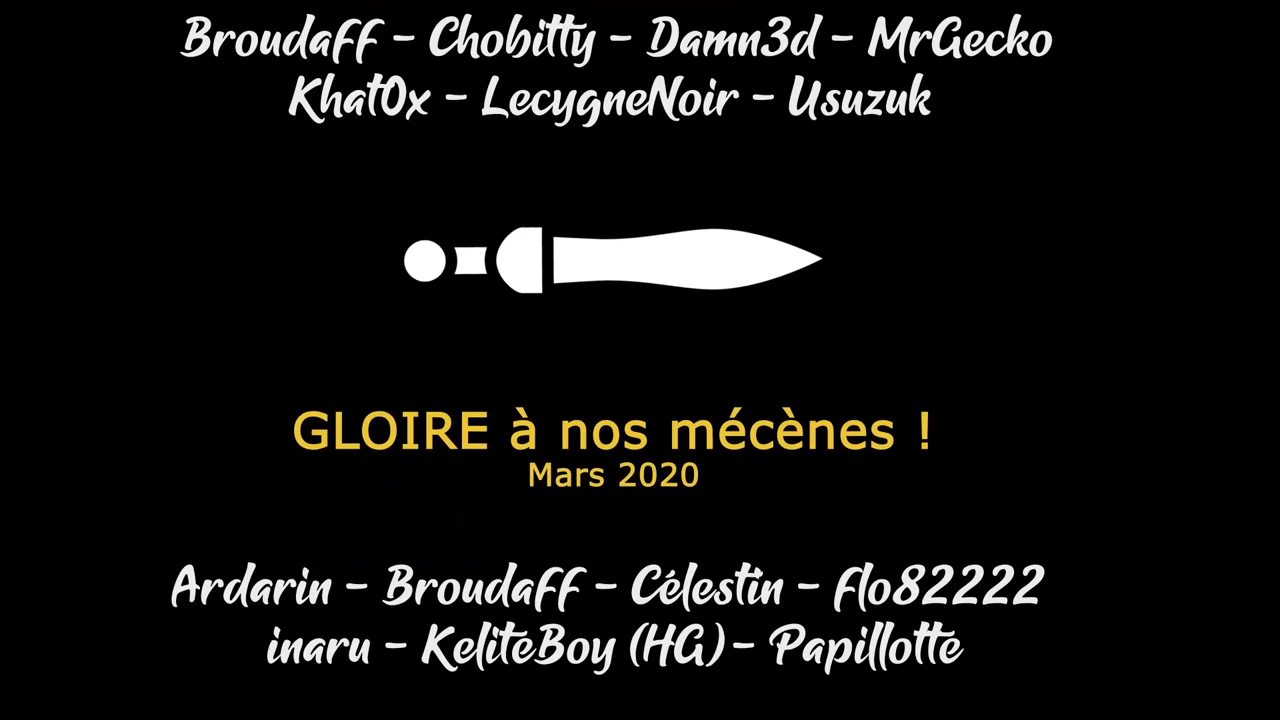 Broudaff - Chobitty - Damn3d - MrGecko
Khat0x - LecygneNoir - Usuzuk
GLOIRE à nos mécènes !
Mars 2020
Ardarin - Broudaff - Célestin - flo82222
inaru - KeliteBoy (HG) - Papillotte